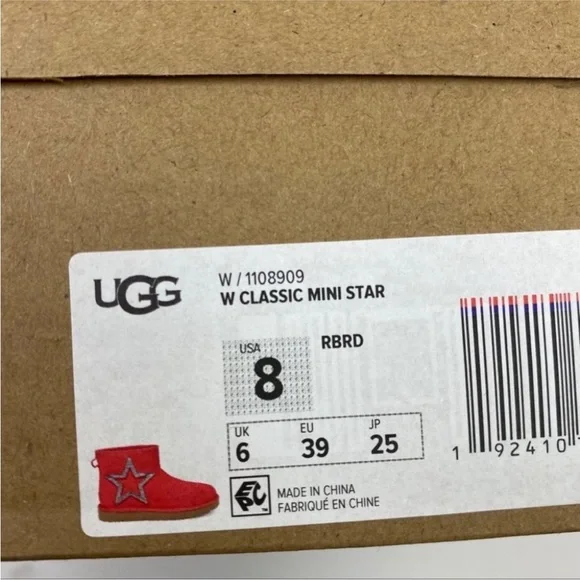 UGG
W / 1108909
W CLASSIC MINI STAR
USA
8
RBRD
UK EU JP
6 39 25
1 92410
EPC
MADE IN CHINA
FABRIQUÉ EN CHINE